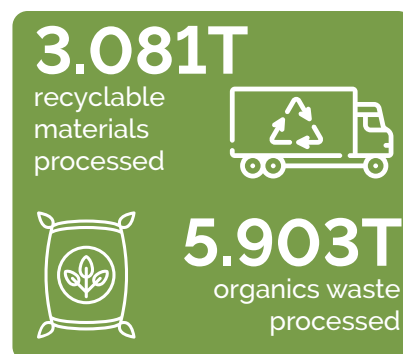 3.081T
recyclable
materials
processed
5.903T
organics waste
processed